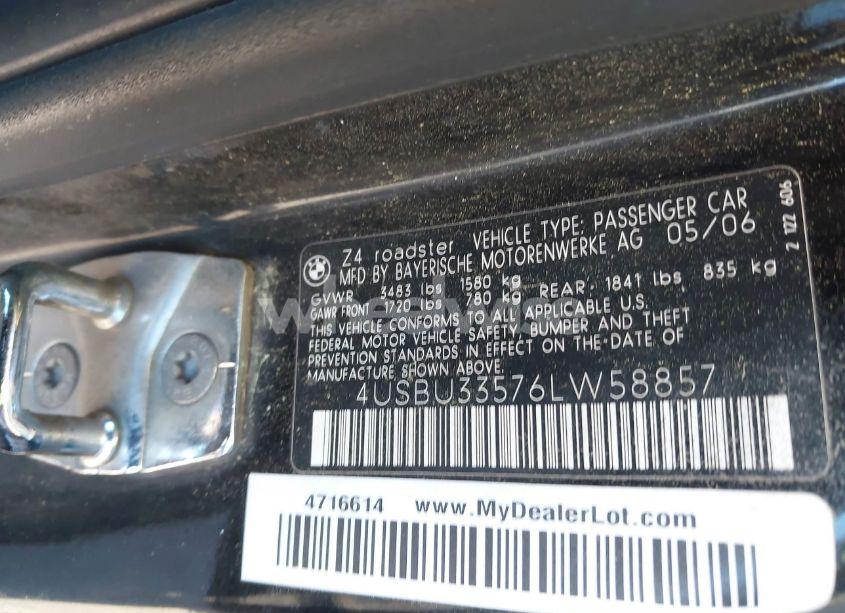 Z4 roadster VEHICLE TYPE: PASSENGER CAR
MFD BY BAYERISCHE MOTORENWERKE AG 05/06
GVWR 3483 lbs 1580 kg
GAWR FRONT 1720 lbs 780 kg REAR: 1841 lbs 835 kg
THIS VEHICLE CONFORMS TO ALL APPLICABLE U.S.
FEDERAL MOTOR VEHICLE SAFETY, BUMPER AND THEFT
PREVENTION STANDARDS IN EFFECT ON THE DATE OF
MANUFACTURE SHOWN ABOVE.
4USBU33576LW58857
2 122 606
4716614 www.MyDealerLot.com